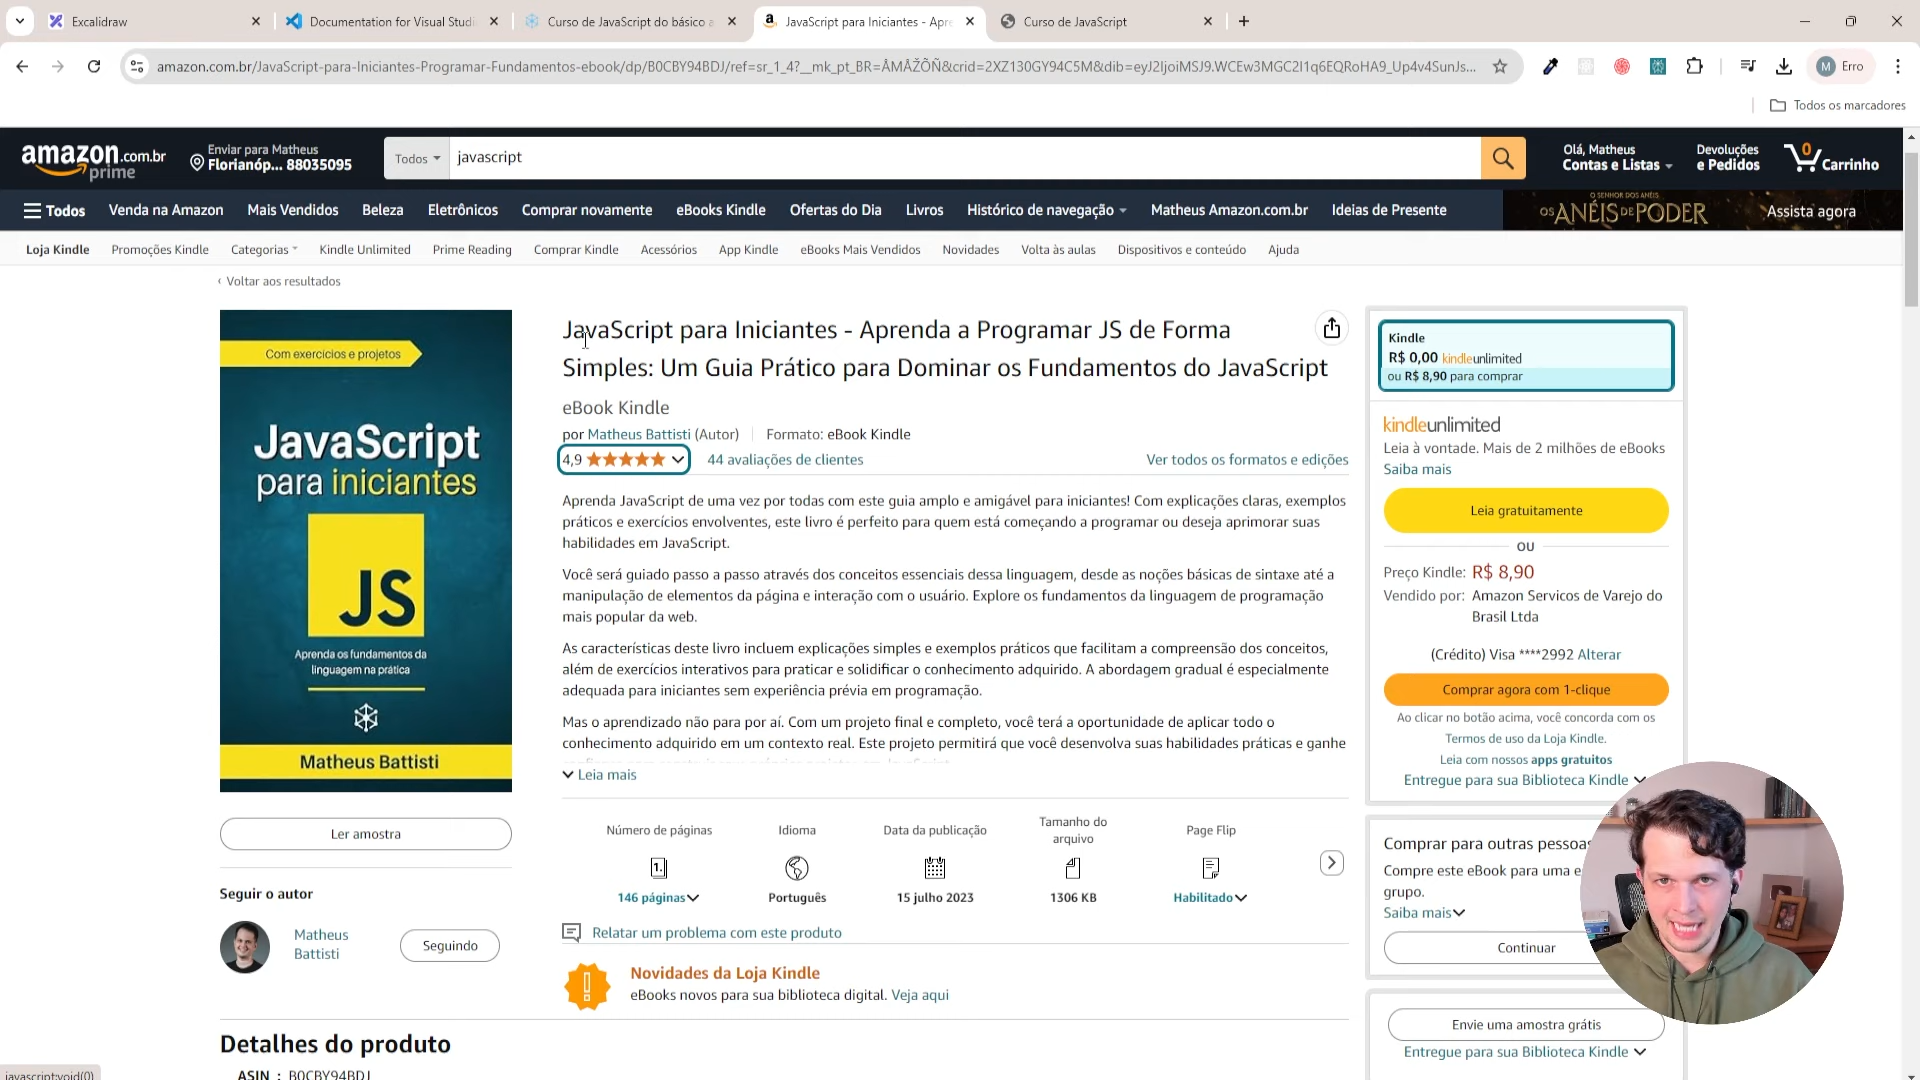 Excalidraw
Documentation for Visual Studi
Curso de JavaScript do básico a
JavaScript para Iniciantes - Apre
Curso de JavaScript
amazon.com.br/JavaScript-para-Iniciantes-Programar-Fundamentos-ebook/dp/B0CBY94BDJ/ref=sr_1_4?__mk_pt_BR=ÅMÅŽÕÑ&crid=2XZ130GY94C5M&dib=eyJ2IjoiMSJ9.WCEw3MGC2I1q6EQRoHA9_Up4v4SunJs...
M Erro
Todos os marcadores
amazon.com.br
prime
Enviar para Matheus
Florianóp... 88035095
Todos
javascript
Olá, Matheus
Contas e Listas
Devoluções
e Pedidos
0
Carrinho
Todos
Venda na Amazon
Mais Vendidos
Beleza
Eletrônicos
Comprar novamente
eBooks Kindle
Ofertas do Dia
Livros
Histórico de navegação
Matheus Amazon.com.br
Ideias de Presente
O SENHOR DOS ANÉIS
OS ANÉIS DE PODER
Assista agora
Loja Kindle
Promoções Kindle
Categorias
Kindle Unlimited
Prime Reading
Comprar Kindle
Acessórios
App Kindle
eBooks Mais Vendidos
Novidades
Volta às aulas
Dispositivos e conteúdo
Ajuda
‹ Voltar aos resultados
Com exercícios e projetos
JavaScript
para iniciantes
JS
Aprenda os fundamentos da
linguagem na prática
Matheus Battisti
Ler amostra
Seguir o autor
Matheus
Battisti
Seguindo
JavaScript para Iniciantes - Aprenda a Programar JS de Forma
Simples: Um Guia Prático para Dominar os Fundamentos do JavaScript
eBook Kindle
por Matheus Battisti (Autor)
Formato: eBook Kindle
4,9
44 avaliações de clientes
Ver todos os formatos e edições
Aprenda JavaScript de uma vez por todas com este guia amplo e amigável para iniciantes! Com explicações claras, exemplos
práticos e exercícios envolventes, este livro é perfeito para quem está começando a programar ou deseja aprimorar suas
habilidades em JavaScript.
Você será guiado passo a passo através dos conceitos essenciais dessa linguagem, desde as noções básicas de sintaxe até a
manipulação de elementos da página e interação com o usuário. Explore os fundamentos da linguagem de programação
mais popular da web.
As características deste livro incluem explicações simples e exemplos práticos que facilitam a compreensão dos conceitos,
além de exercícios interativos para praticar e solidificar o conhecimento adquirido. A abordagem gradual é especialmente
adequada para iniciantes sem experiência prévia em programação.
Mas o aprendizado não para por aí. Com um projeto final e completo, você terá a oportunidade de aplicar todo o
conhecimento adquirido em um contexto real. Este projeto permitirá que você desenvolva suas habilidades práticas e ganhe
Leia mais
Número de páginas
146 páginas
Idioma
Português
Data da publicação
15 julho 2023
Tamanho do
arquivo
1306 KB
Page Flip
Habilitado
Relatar um problema com este produto
Novidades da Loja Kindle
eBooks novos para sua biblioteca digital. Veja aqui
Kindle
R$ 0,00 kindleunlimited
ou R$ 8,90 para comprar
kindleunlimited
Leia à vontade. Mais de 2 milhões de eBooks
Saiba mais
Leia gratuitamente
OU
Preço Kindle: R$ 8,90
Vendido por: Amazon Servicos de Varejo do
Brasil Ltda
(Crédito) Visa ****2992 Alterar
Comprar agora com 1-clique
Ao clicar no botão acima, você concorda com os
Termos de uso da Loja Kindle.
Leia com nossos apps gratuitos
Entregue para sua Biblioteca Kindle
Comprar para outras pessoas
Compre este eBook para uma
grupo.
Saiba mais
Continuar
Envie uma amostra grátis
Entregue para sua Biblioteca Kindle
Detalhes do produto
ASIN : B0CBY94BDJ
javascript:void(0)